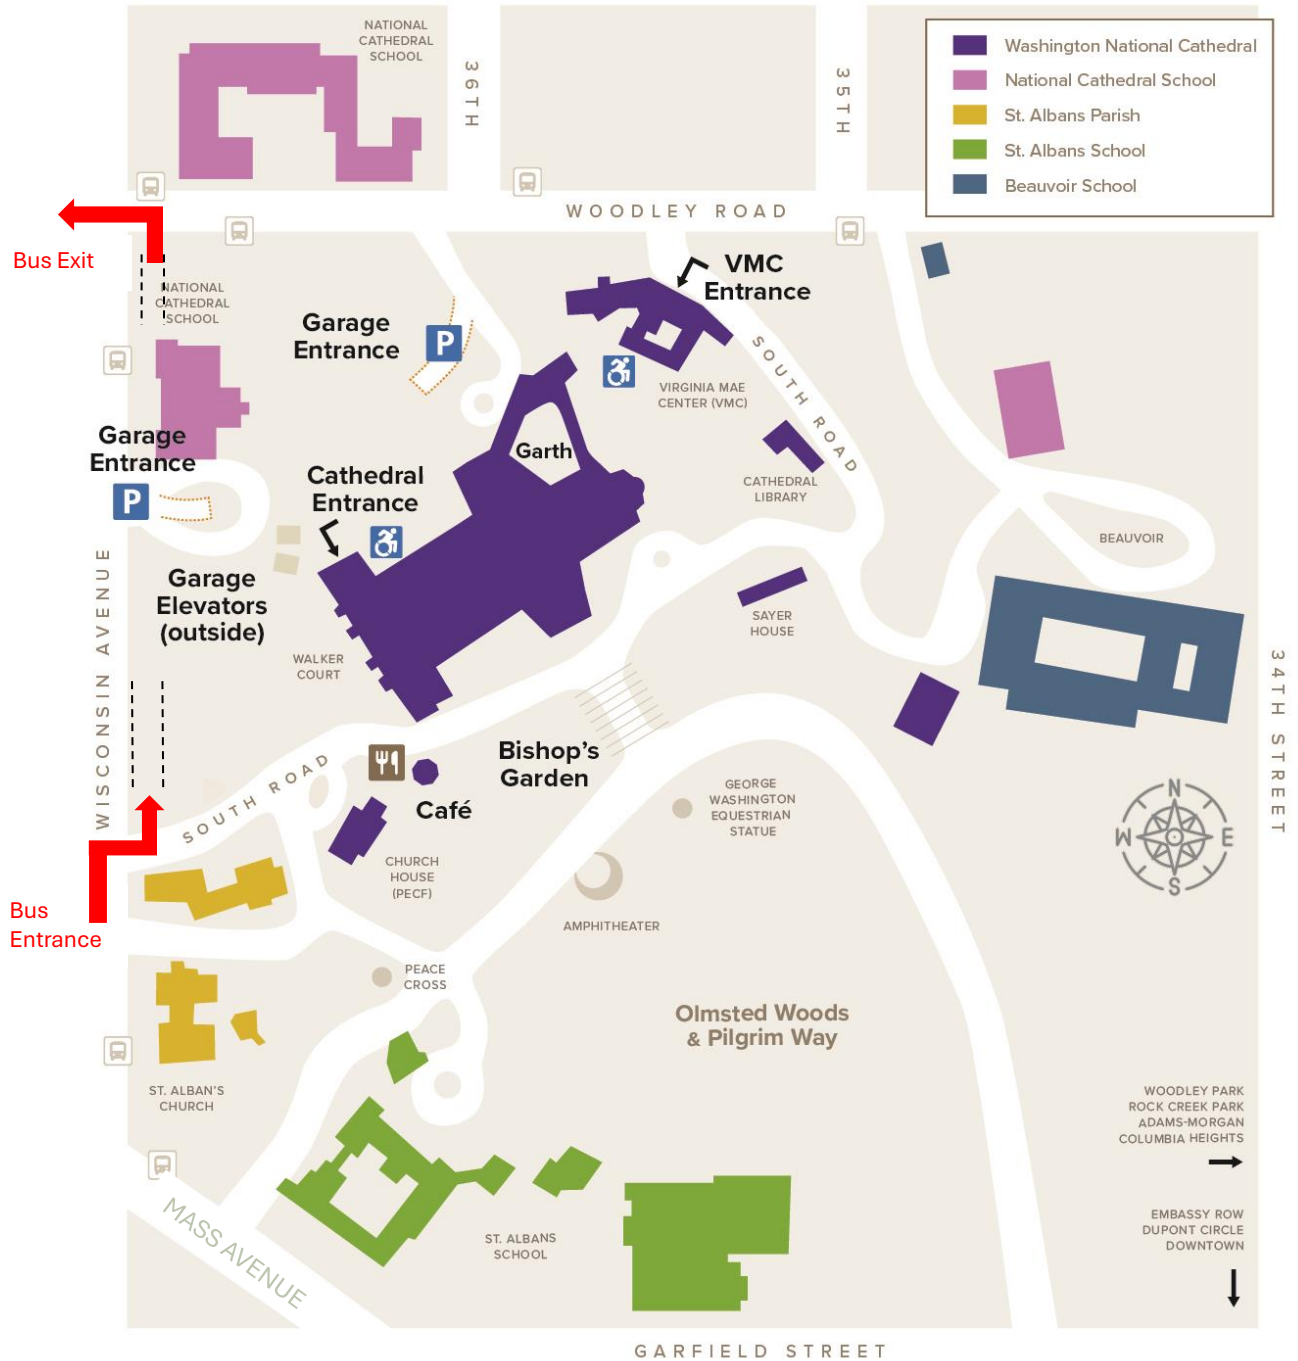 NATIONAL
CATHEDRAL
SCHOOL
36TH
35TH
Washington National Cathedral
National Cathedral School
St. Albans Parish
St. Albans School
Beauvoir School
WOODLEY ROAD
Bus Exit
NATIONAL
CATHEDRAL
SCHOOL
VMC
Entrance
Garage
Entrance
P
VIRGINIA MAE
CENTER (VMC)
SOUTH ROAD
Garage
Entrance
P
Garth
Cathedral
Entrance
CATHEDRAL
LIBRARY
BEAUVOIR
WISCONSIN AVENUE
Garage
Elevators
(outside)
SAYER
HOUSE
WALKER
COURT
34TH STREET
SOUTH ROAD
Bishop's
Garden
Café
GEORGE
WASHINGTON
EQUESTRIAN
STATUE
N
W
E
S
CHURCH
HOUSE
(PECF)
Bus
Entrance
AMPHITHEATER
PEACE
CROSS
Olmsted Woods
& Pilgrim Way
ST. ALBAN'S
CHURCH
WOODLEY PARK
ROCK CREEK PARK
ADAMS-MORGAN
COLUMBIA HEIGHTS
MASS AVENUE
ST. ALBANS
SCHOOL
EMBASSY ROW
DUPONT CIRCLE
DOWNTOWN
GARFIELD STREET